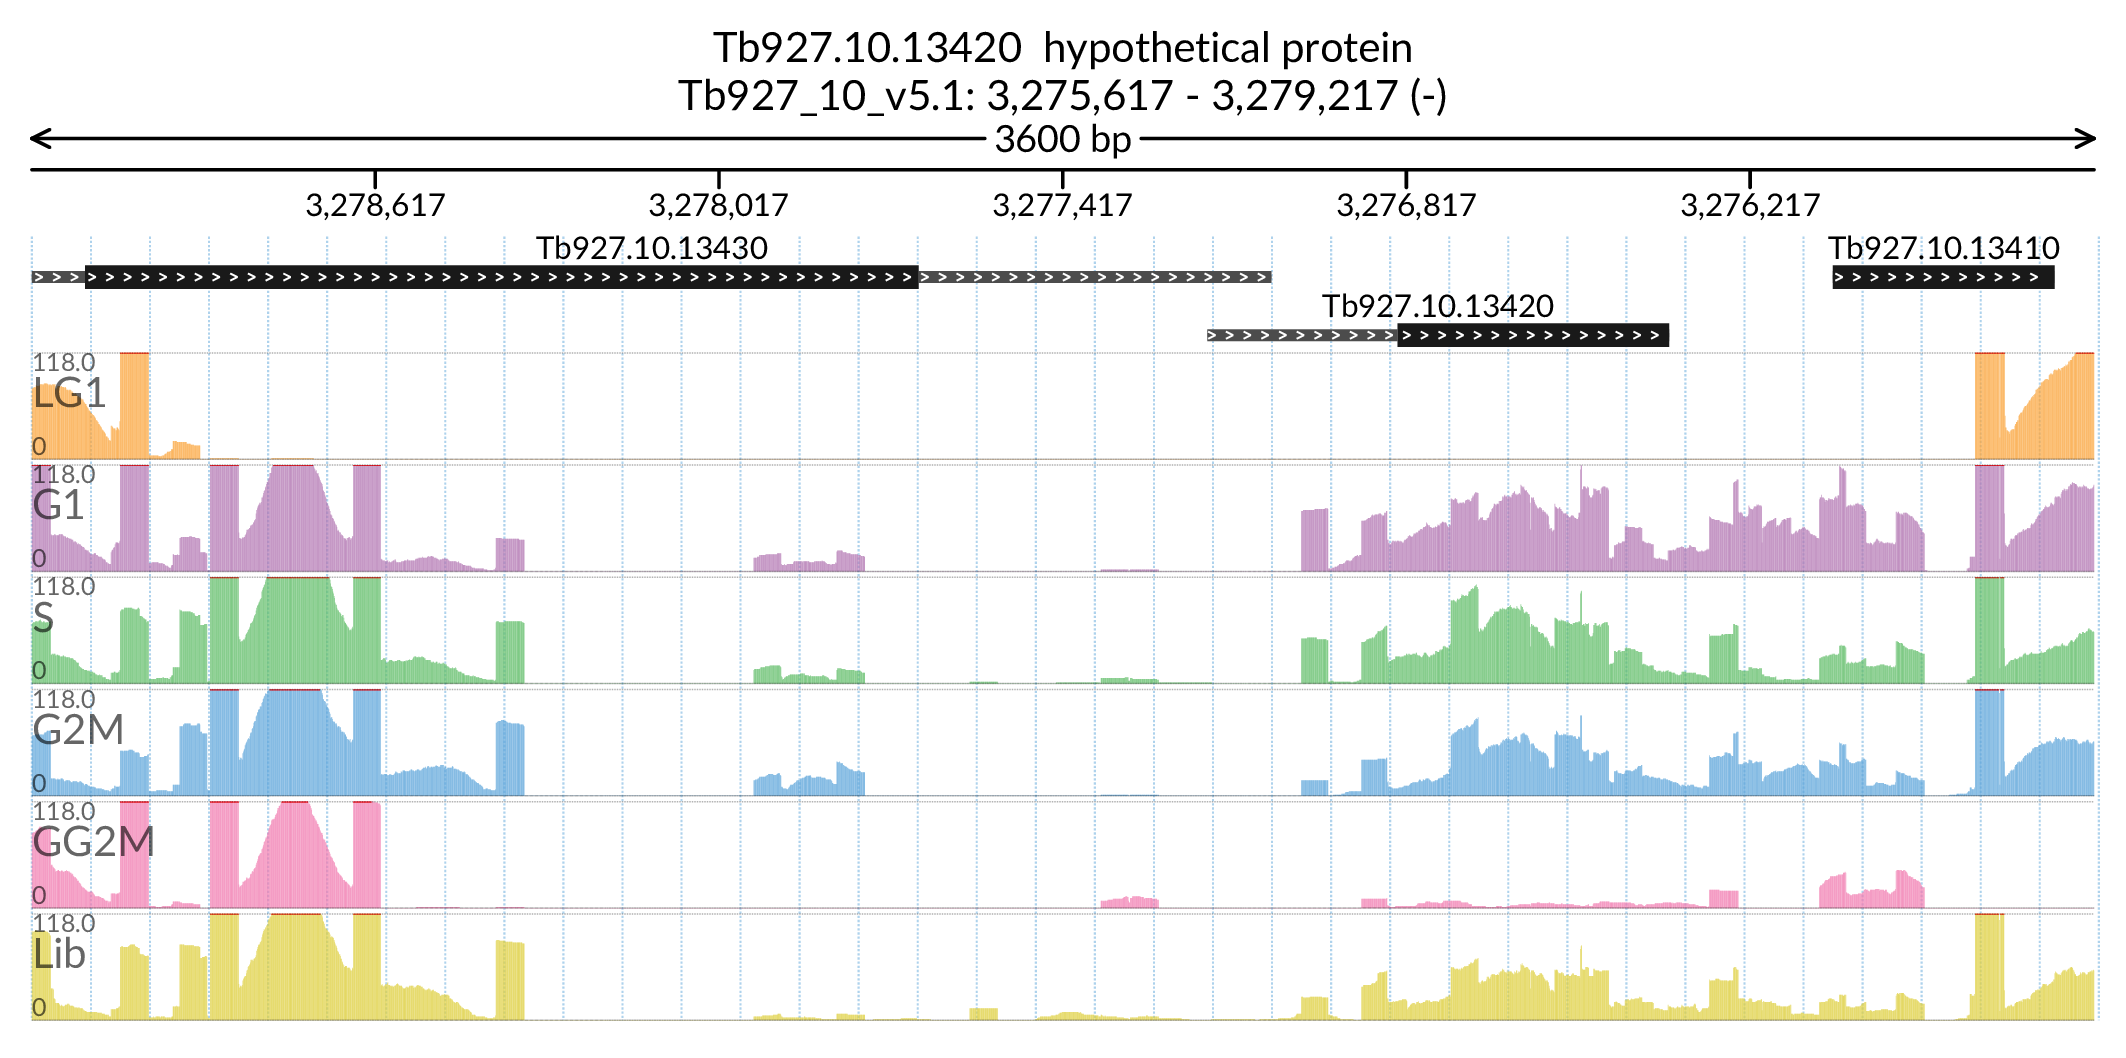 Tb927.10.13420 hypothetical protein
Tb927_10_v5.1: 3,275,617 - 3,279,217 (-)
3600 bp
3,278,617 3,278,017 3,277,417 3,276,817 3,276,217
Tb927.10.13430 Tb927.10.13410
Tb927.10.13420
118.0
LG1
0
118.0
G1
0
118.0
S
0
118.0
G2M
0
118.0
GG2M
0
118.0
Lib
0